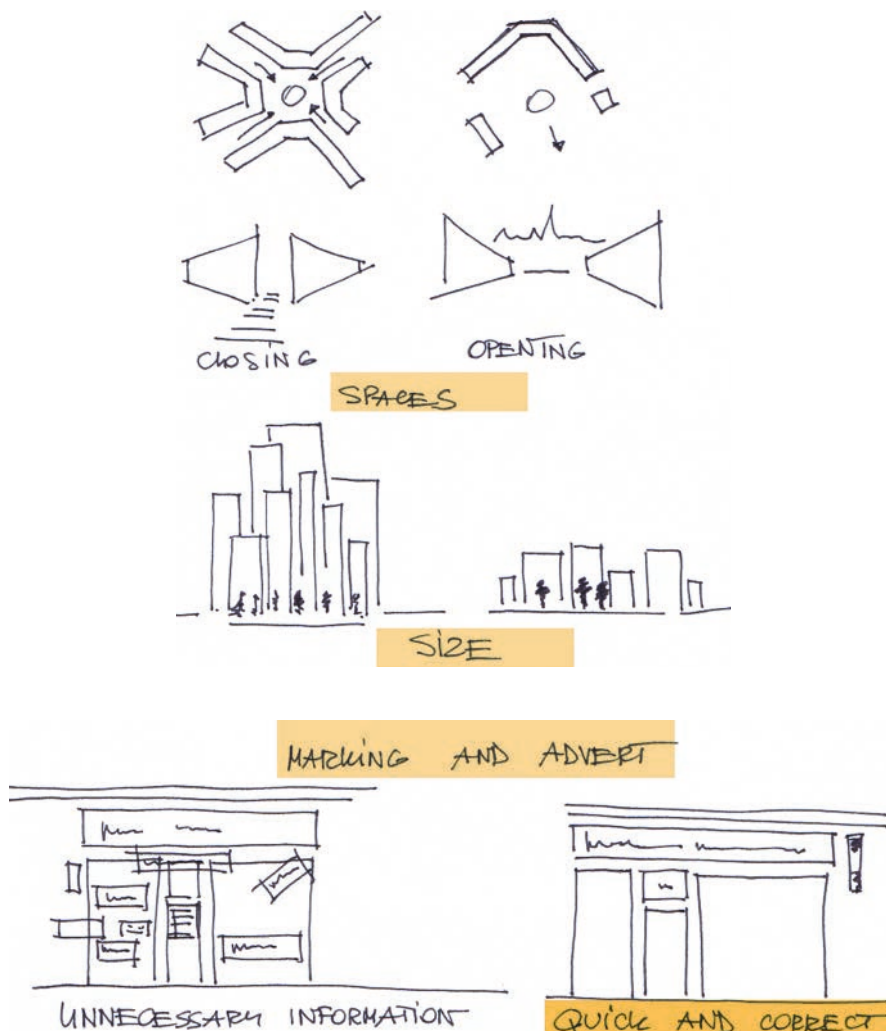 CLOSING
OPENING
SPACES
SIZE
MARKING AND ADVERT
UNNECESSARY INFORMATION
QUICK AND CORRECT